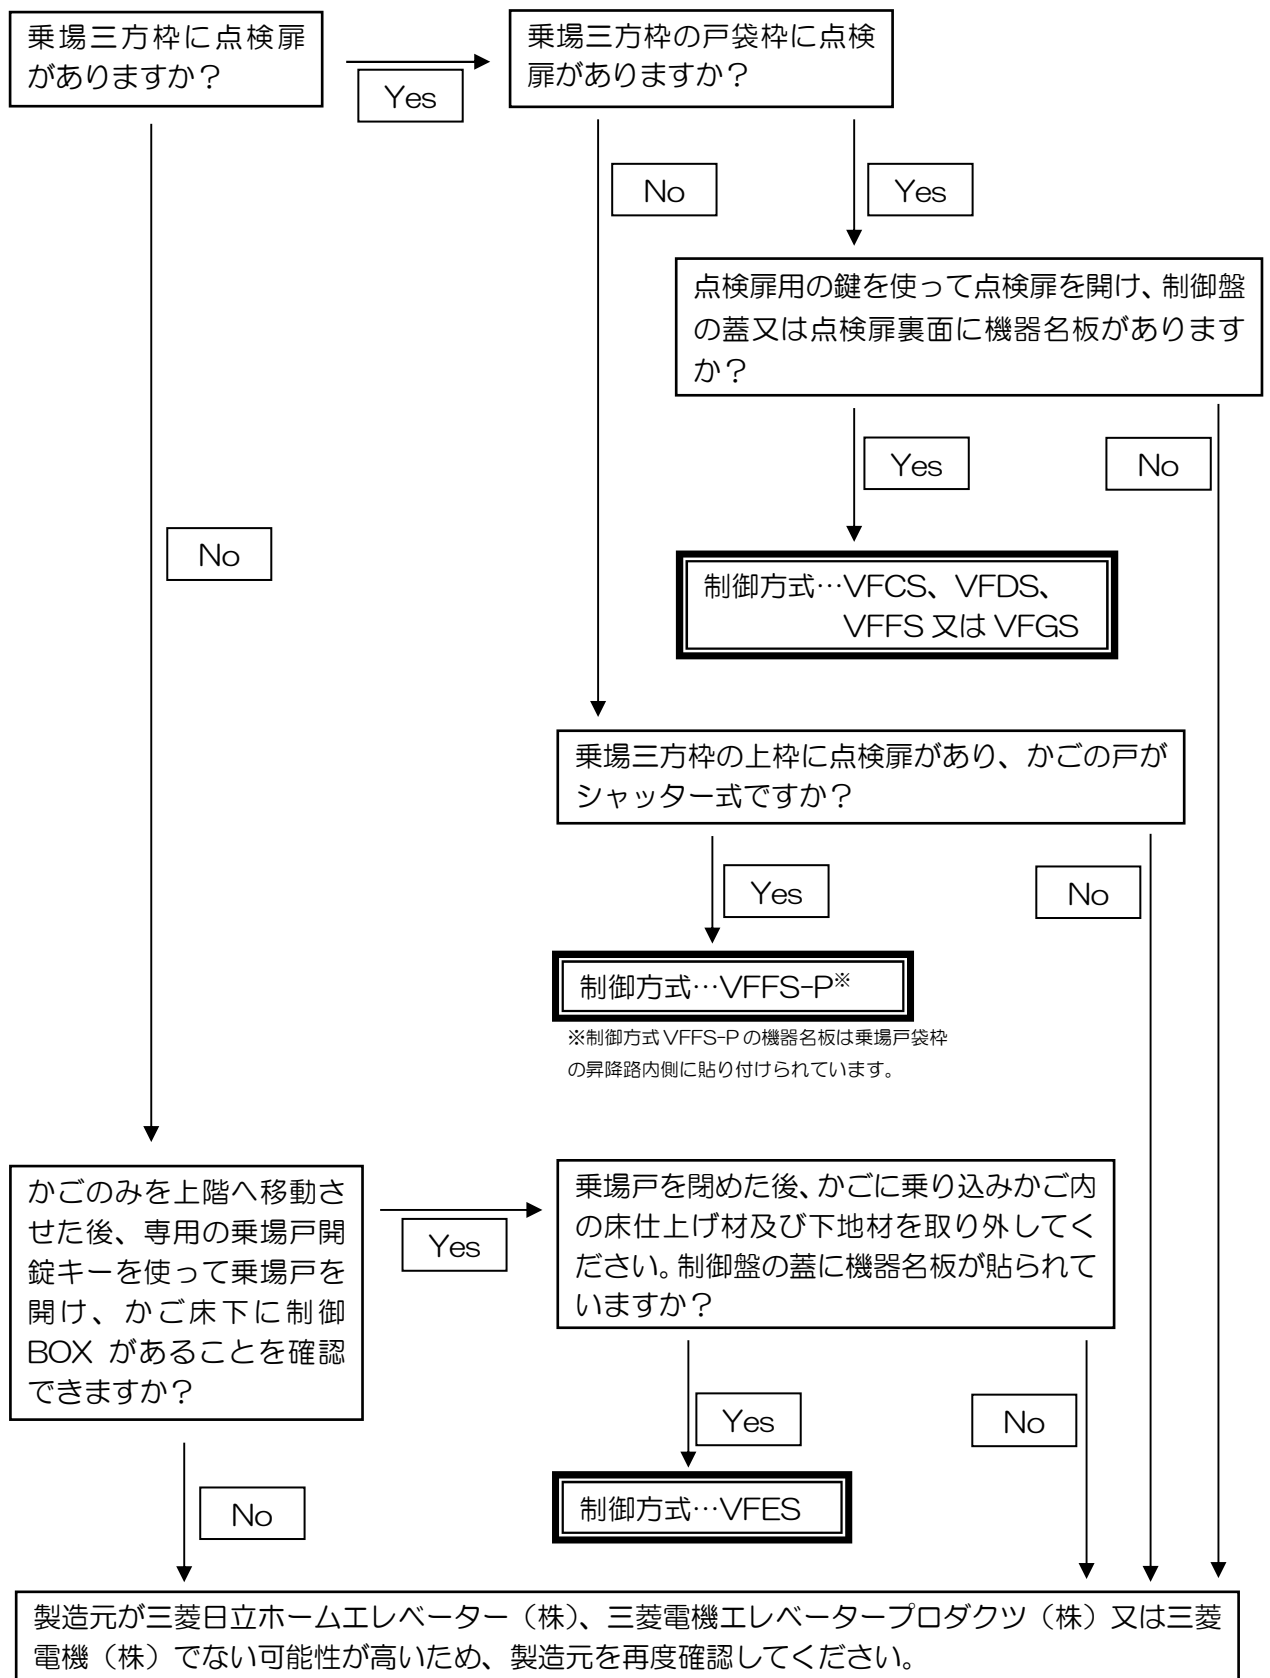 乗場三方枠に点検扉
がありますか？
Yes
乗場三方枠の戸袋枠に点検
扉がありますか？
No
Yes
点検扉用の鍵を使って点検扉を開け、制御盤
の蓋又は点検扉裏面に機器名板があります
か？
Yes
No
No
制御方式…VFCS、VFDS、
VFFS 又は VFGS
乗場三方枠の上枠に点検扉があり、かごの戸が
シャッター式ですか？
Yes
No
制御方式…VFFS-P※
※制御方式 VFFS-P の機器名板は乗場戸袋枠
の昇降路内側に貼り付けられています。
かごのみを上階へ移動さ
せた後、専用の乗場戸開
錠キーを使って乗場戸を
開け、かご床下に制御
BOX があることを確認
できますか？
Yes
乗場戸を閉めた後、かごに乗り込みかご内
の床仕上げ材及び下地材を取り外してく
ださい。制御盤の蓋に機器名板が貼られて
いますか？
Yes
No
No
制御方式…VFES
製造元が三菱日立ホームエレベーター（株）、三菱電機エレベータープロダクツ（株）又は三菱
電機（株）でない可能性が高いため、製造元を再度確認してください。